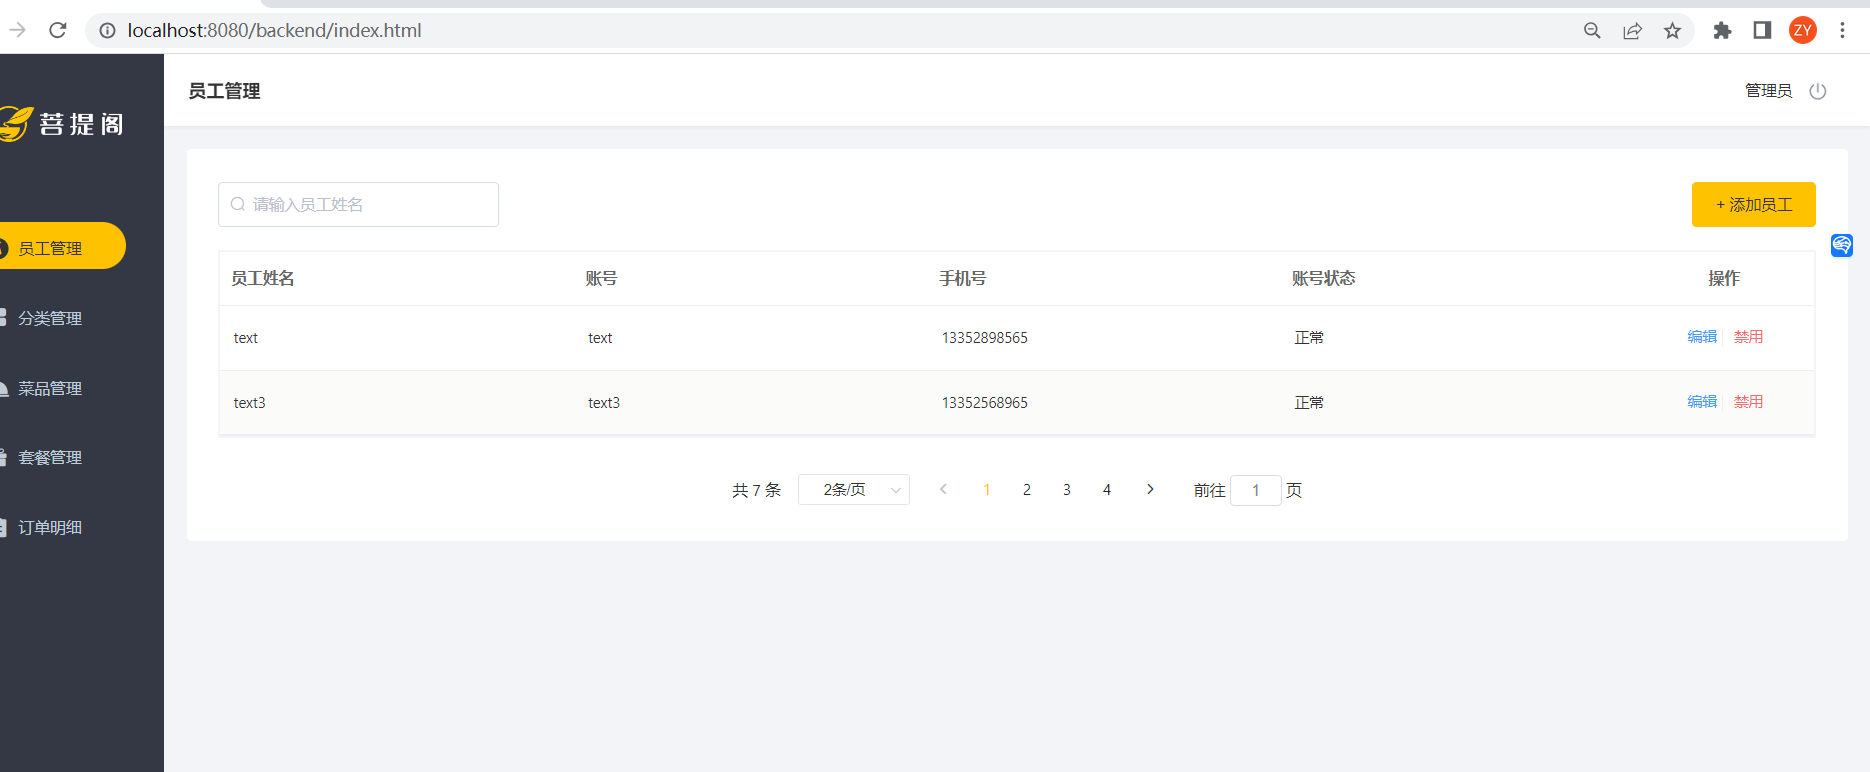 localhost:8080/backend/index.html
ZY
菩提阁
员工管理
管理员
请输入员工姓名
+ 添加员工
员工管理
分类管理
菜品管理
套餐管理
订单明细
员工姓名 账号 手机号 账号状态 操作
text text 13352898565 正常 编辑 禁用
text3 text3 13352568965 正常 编辑 禁用
共 7 条 2条/页 1 2 3 4 前往 1 页